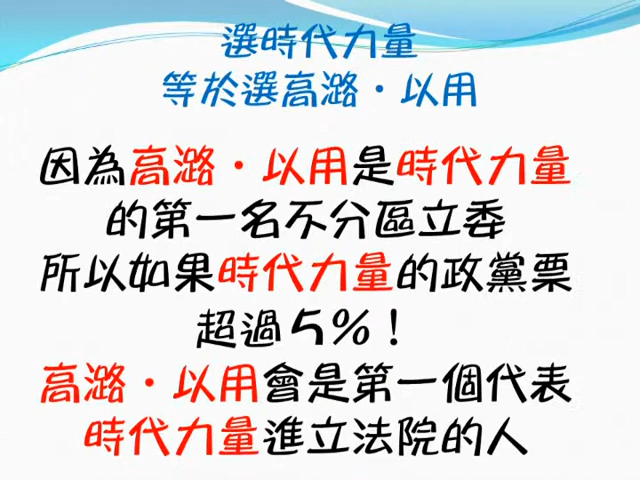 選時代力量
等於選高潞·以用
因為高潞·以用是時代力量
的第一名不分區立委
所以如果時代力量的政黨票
超過5%!
高潞·以用會是第一個代表
時代力量進立法院的人